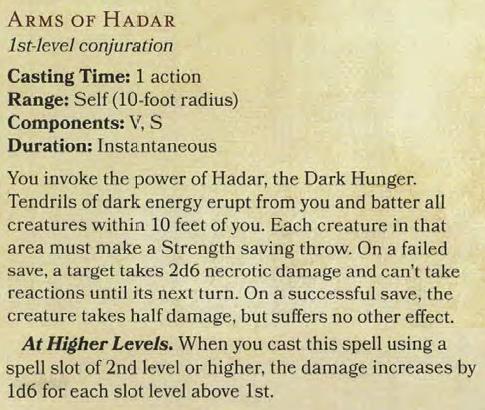 ARMS OF HADAR
1st-level conjuration
Casting Time: 1 action
Range: Self (10-foot radius)
Components: V, S
Duration: Instantaneous
You invoke the power of Hadar, the Dark Hunger.
Tendrils of dark energy erupt from you and batter all
creatures within 10 feet of you. Each creature in that
area must make a Strength saving throw. On a failed
save, a target takes 2d6 necrotic damage and can't take
reactions until its next turn. On a successful save, the
creature takes half damage, but suffers no other effect.
At Higher Levels. When you cast this spell using a
spell slot of 2nd level or higher, the damage increases by
1d6 for each slot level above 1st.